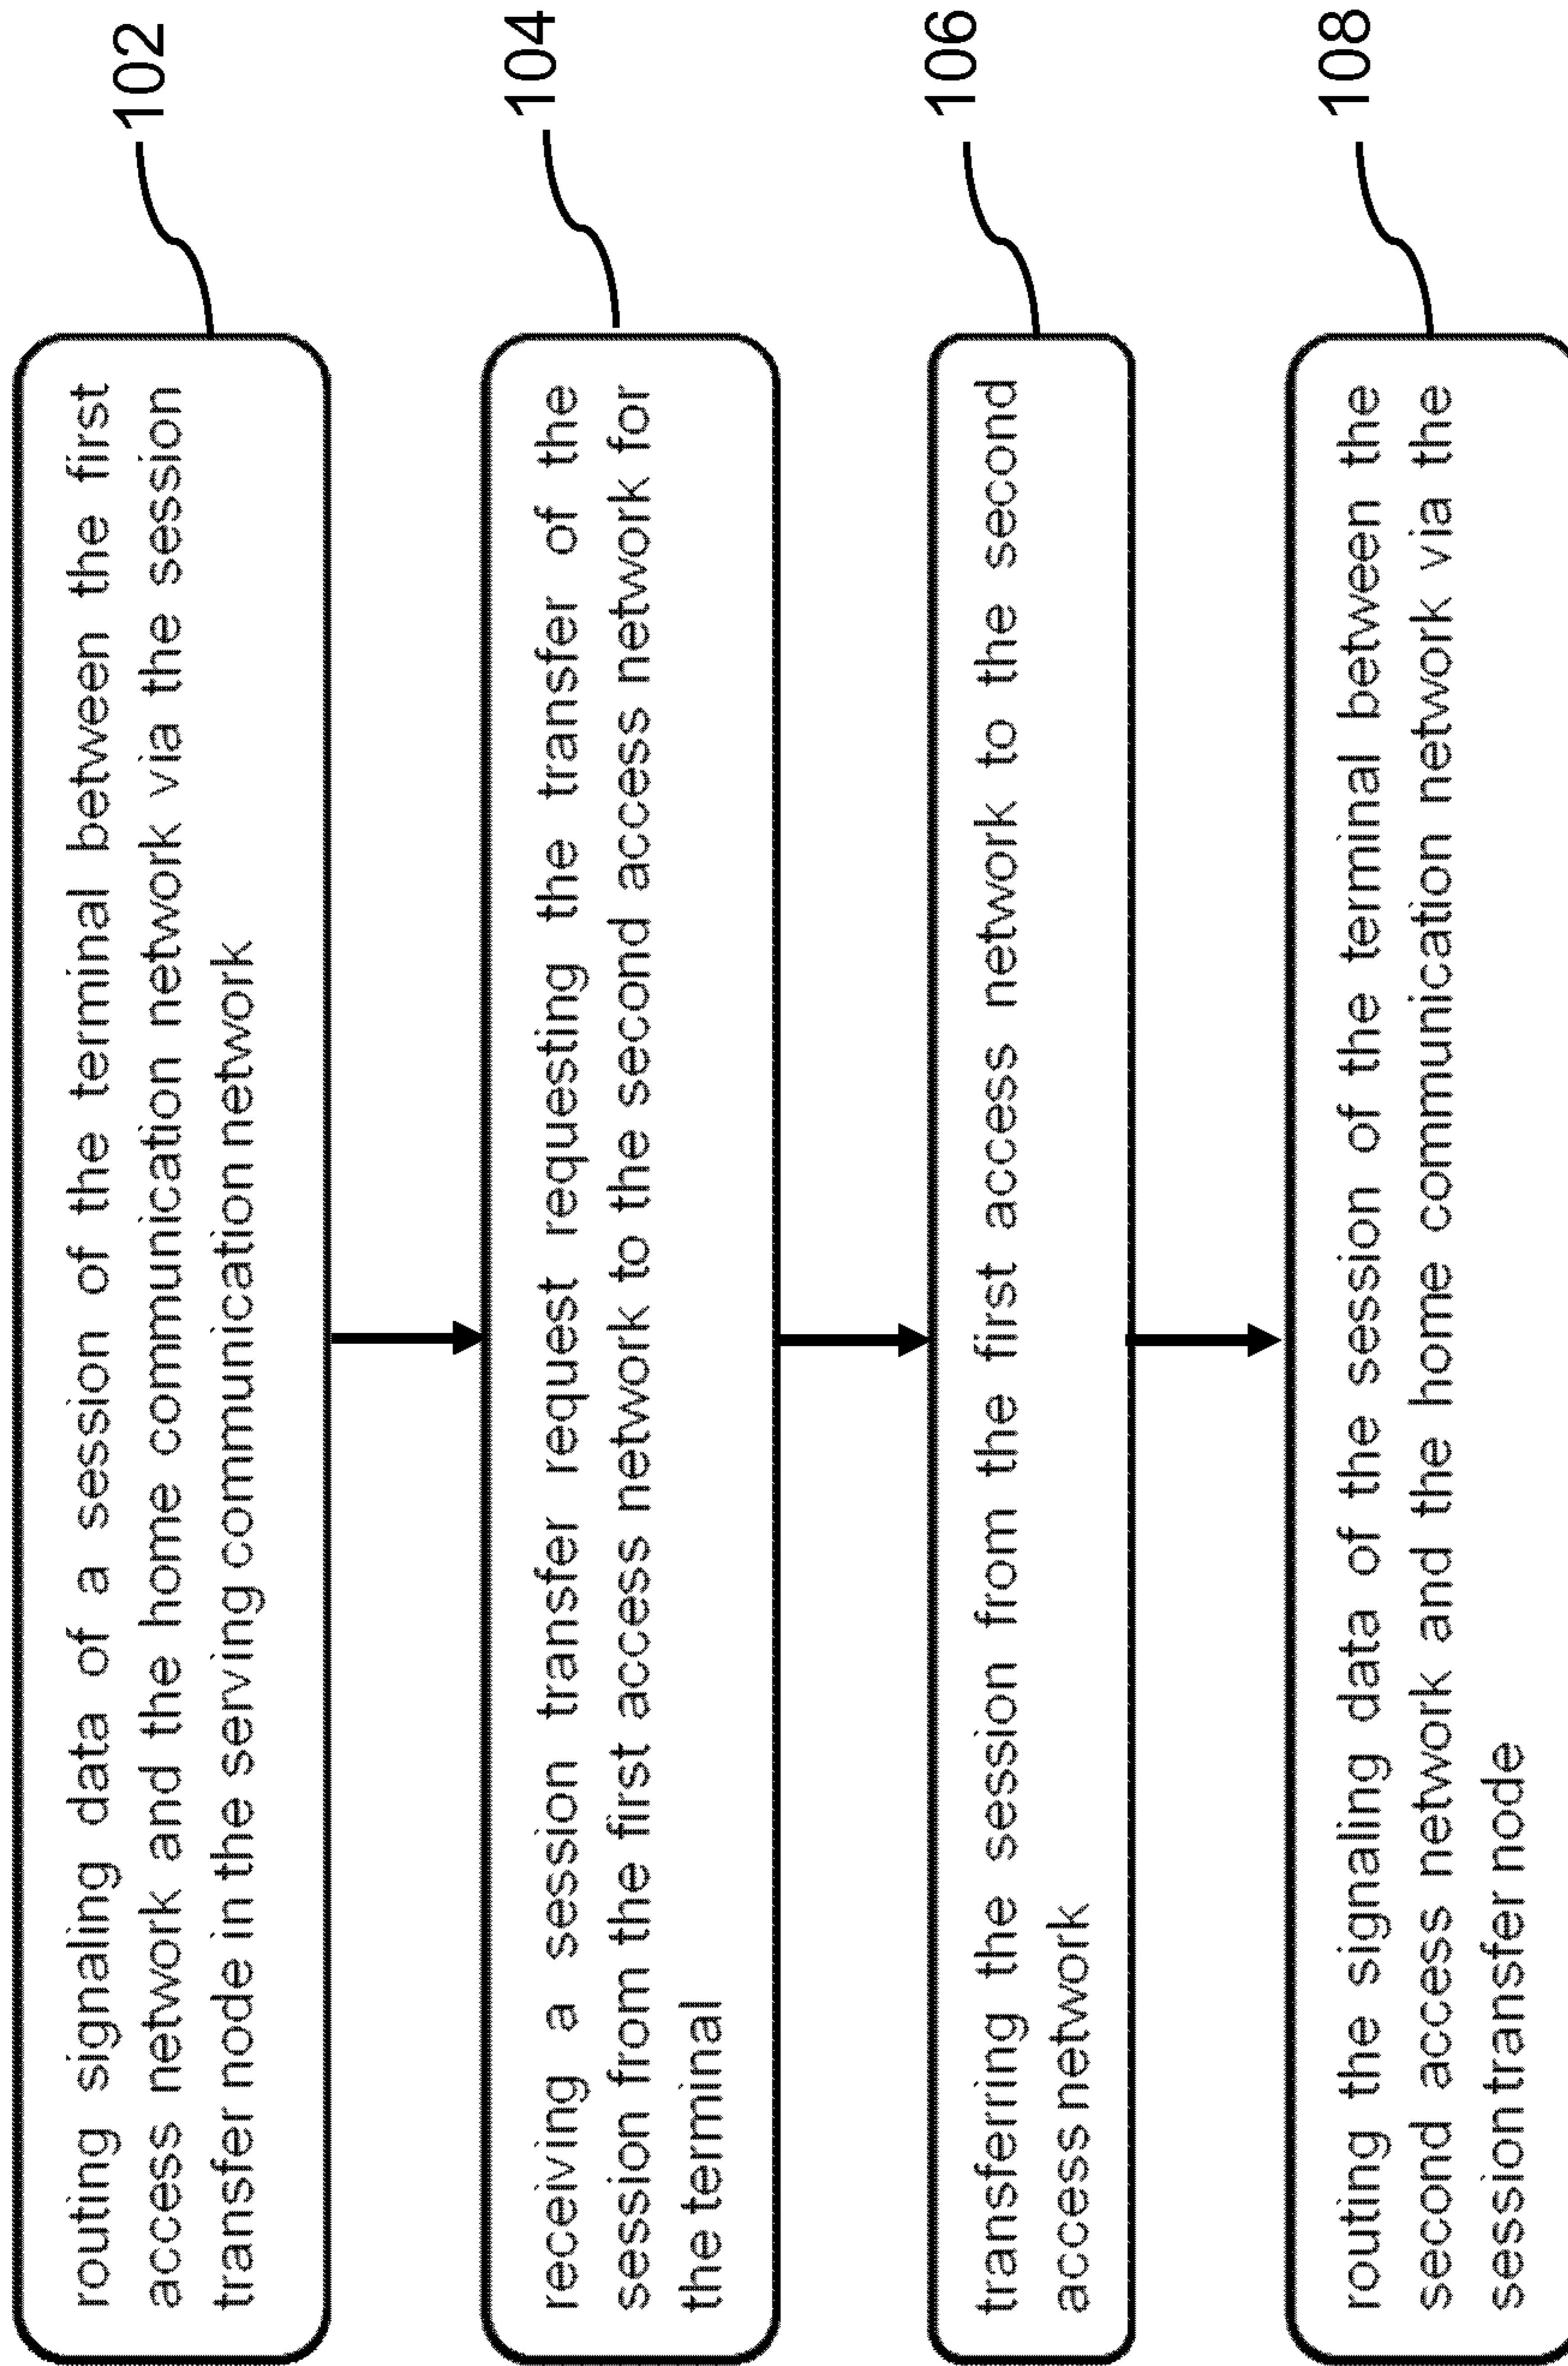 102
routing signaling data of a session of the terminal between the first
access network and the home communication network via the session
transfer node in the serving communication network
104
receiving a session transfer request requesting the transfer of the
session from the first access network to the second access network for
the terminal
106
transferring the session from the first access network to the second
access network
108
routing the signaling data of the session of the terminal between the
second access network and the home communication network via the
session transfer node